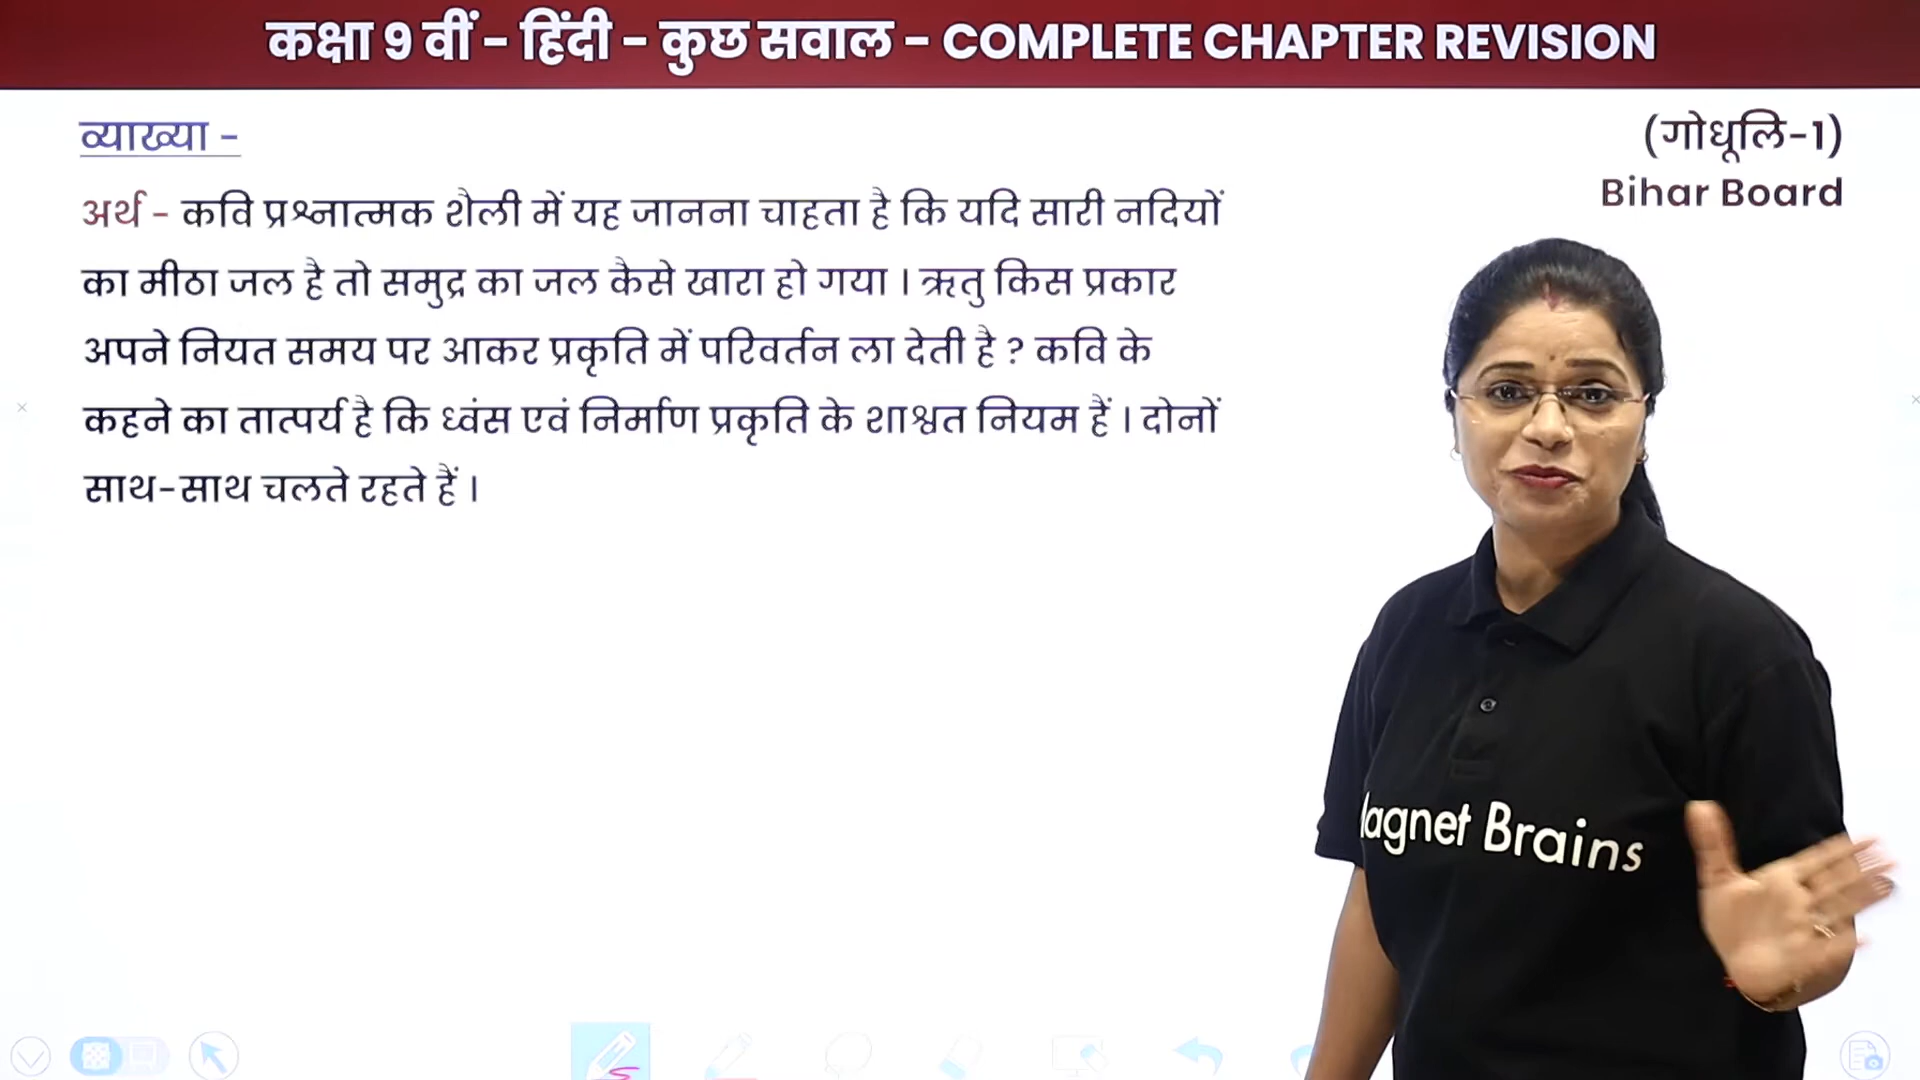 कक्षा 9 वीं - हिंदी - कुछ सवाल - COMPLETE CHAPTER REVISION
व्याख्या -
(गोधूलि-1)
Bihar Board
अर्थ - कवि प्रश्नात्मक शैली में यह जानना चाहता है कि यदि सारी नदियों
का मीठा जल है तो समुद्र का जल कैसे खारा हो गया । ऋतु किस प्रकार
अपने नियत समय पर आकर प्रकृति में परिवर्तन ला देती है ? कवि के
कहने का तात्पर्य है कि ध्वंस एवं निर्माण प्रकृति के शाश्वत नियम हैं । दोनों
साथ-साथ चलते रहते हैं ।
agnet Brains